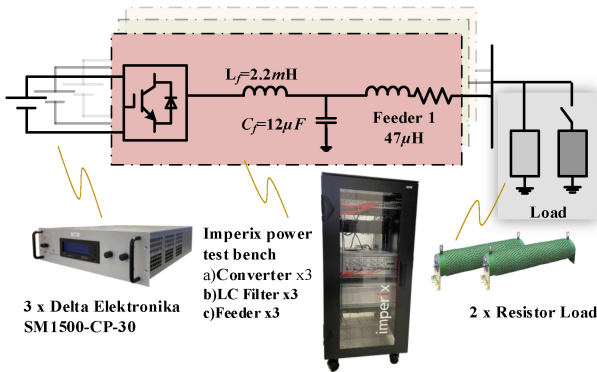 L_f=2.2mH
C_f=12μF
Feeder 1
47μH
Load
Imperix power
test bench
a)Converter x3
b)LC Filter x3
c)Feeder x3
imperix
3 x Delta Elektronika
SM1500-CP-30
2 x Resistor Load